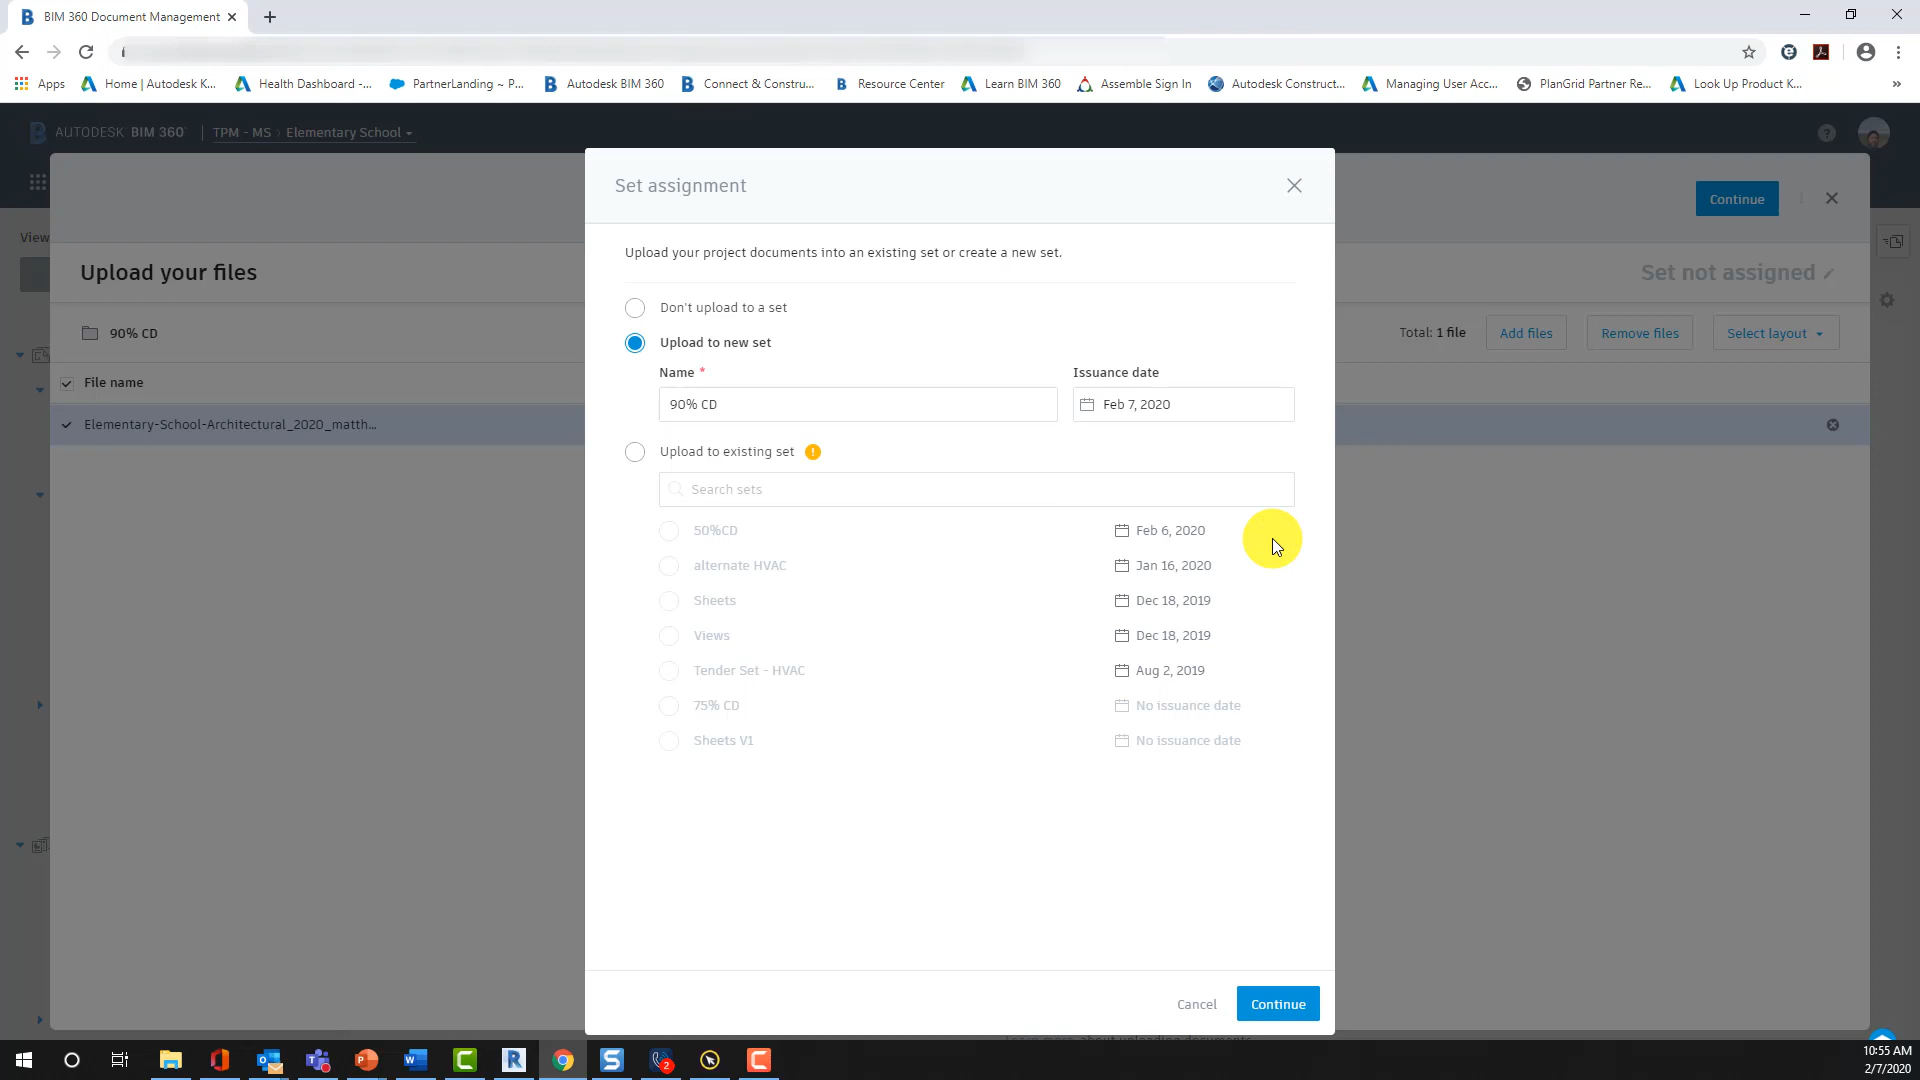 BIM 360 Document Management
Apps
Home | Autodesk K...
Health Dashboard -...
PartnerLanding ~ P...
Autodesk BIM 360
Connect & Constru...
Resource Center
Learn BIM 360
Assemble Sign In
Autodesk Construct...
Managing User Acc...
PlanGrid Partner Re...
Look Up Product K...
»
AUTODESK BIM 360
TPM - MS
Elementary School
Set assignment
Continue
View
Upload your project documents into an existing set or create a new set.
Upload your files
Set not assigned
Don't upload to a set
90% CD
Total: 1 file
Add files
Remove files
Select layout
Upload to new set
Name *
Issuance date
File name
90% CD
Feb 7, 2020
Elementary-School-Architectural_2020_matth...
Upload to existing set
Search sets
50%CD
Feb 6, 2020
alternate HVAC
Jan 16, 2020
Sheets
Dec 18, 2019
Views
Dec 18, 2019
Tender Set - HVAC
Aug 2, 2019
75% CD
No issuance date
Sheets V1
No issuance date
Cancel
Continue
about uploading documents
10:55 AM
2/7/2020